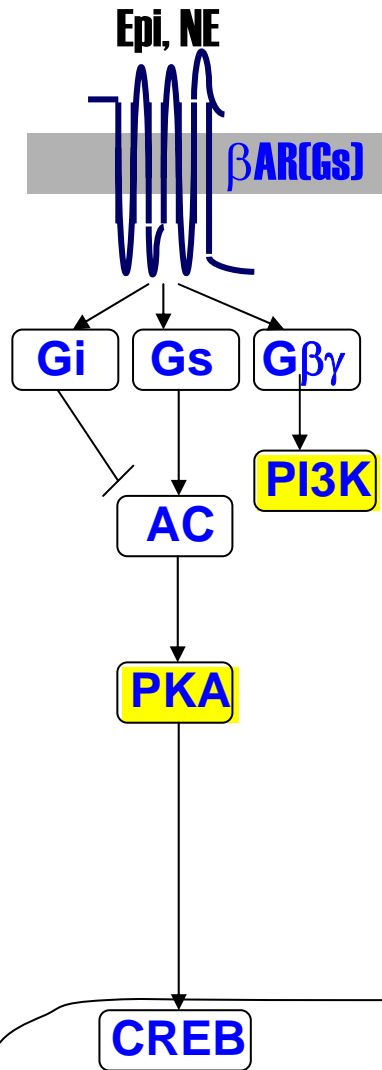 Epi, NE
βAR(Gs)
Gi Gs Gβγ
PI3K
AC
PKA
CREB